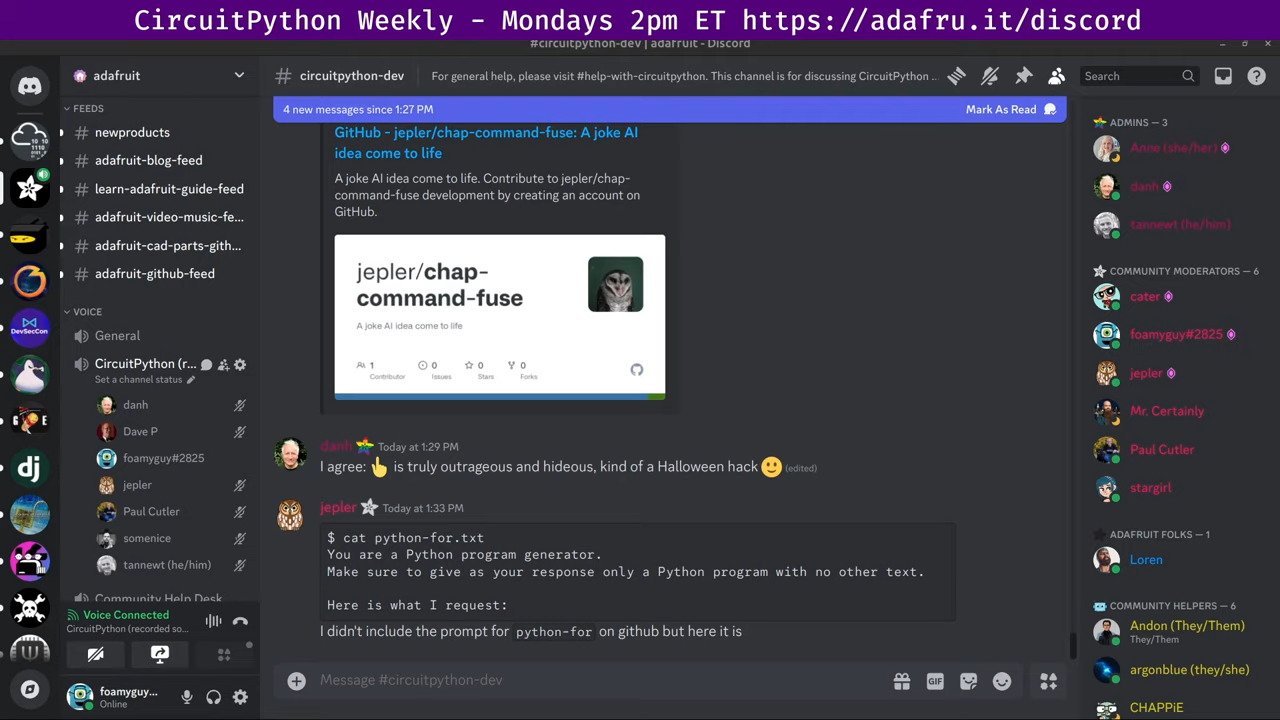 CircuitPython Weekly - Mondays 2pm ET https://adafru.it/discord
#circuitpython-dev | adafruit - Discord
adafruit
# circuitpython-dev
For general help, please visit #help-with-circuitpython. This channel is for discussing CircuitPython ...
Search
4 new messages since 1:27 PM
Mark As Read
FEEDS
# newproducts
# adafruit-blog-feed
# learn-adafruit-guide-feed
# adafruit-video-music-fe...
# adafruit-cad-parts-gith...
# adafruit-github-feed
VOICE
General
CircuitPython (r...
Set a channel status
danh
Dave P
foamyguy#2825
jepler
Paul Cutler
somenice
tannewt (he/him)
Community Help Desk
Voice Connected
CircuitPython (recorded so...
foamyguy...
Online
GitHub - jepler/chap-command-fuse: A joke AI
idea come to life
A joke AI idea come to life. Contribute to jepler/chap-
command-fuse development by creating an account on
GitHub.
jepler/chap-
command-fuse
A joke AI idea come to life
1
Contributor
0
Issues
0
Stars
0
Forks
danh Today at 1:29 PM
I agree: 👆 is truly outrageous and hideous, kind of a Halloween hack 🙂 (edited)
jepler Today at 1:33 PM
$ cat python-for.txt
You are a Python program generator.
Make sure to give as your response only a Python program with no other text.
Here is what I request:
I didn't include the prompt for python-for on github but here it is
Message #circuitpython-dev
GIF
ADMINS — 3
Anne (she/her)
danh
tannewt (he/him)
COMMUNITY MODERATORS — 6
cater
foamyguy#2825
jepler
Mr. Certainly
Paul Cutler
stargirl
ADAFRUIT FOLKS — 1
Loren
COMMUNITY HELPERS — 6
Andon (They/Them)
They/Them
argonblue (they/she)
CHAPPiE
dj
DevSecCon